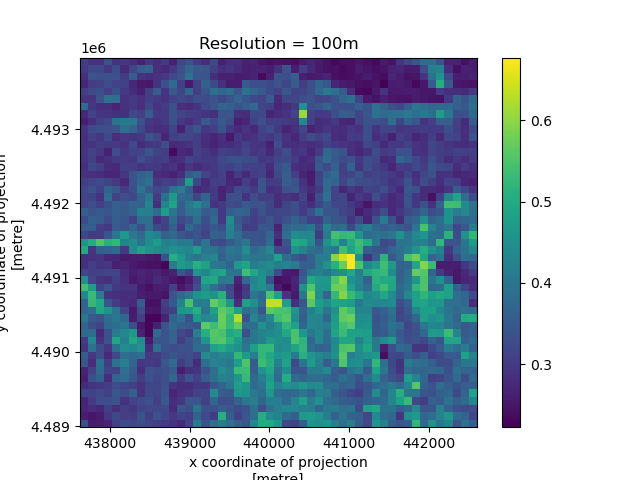 Resolution = 100m
1e6
4.493
4.492
4.491
4.490
4.489
y coordinate of projection
[metre]
438000 439000 440000 441000 442000
x coordinate of projection
[metre]
0.6
0.5
0.4
0.3